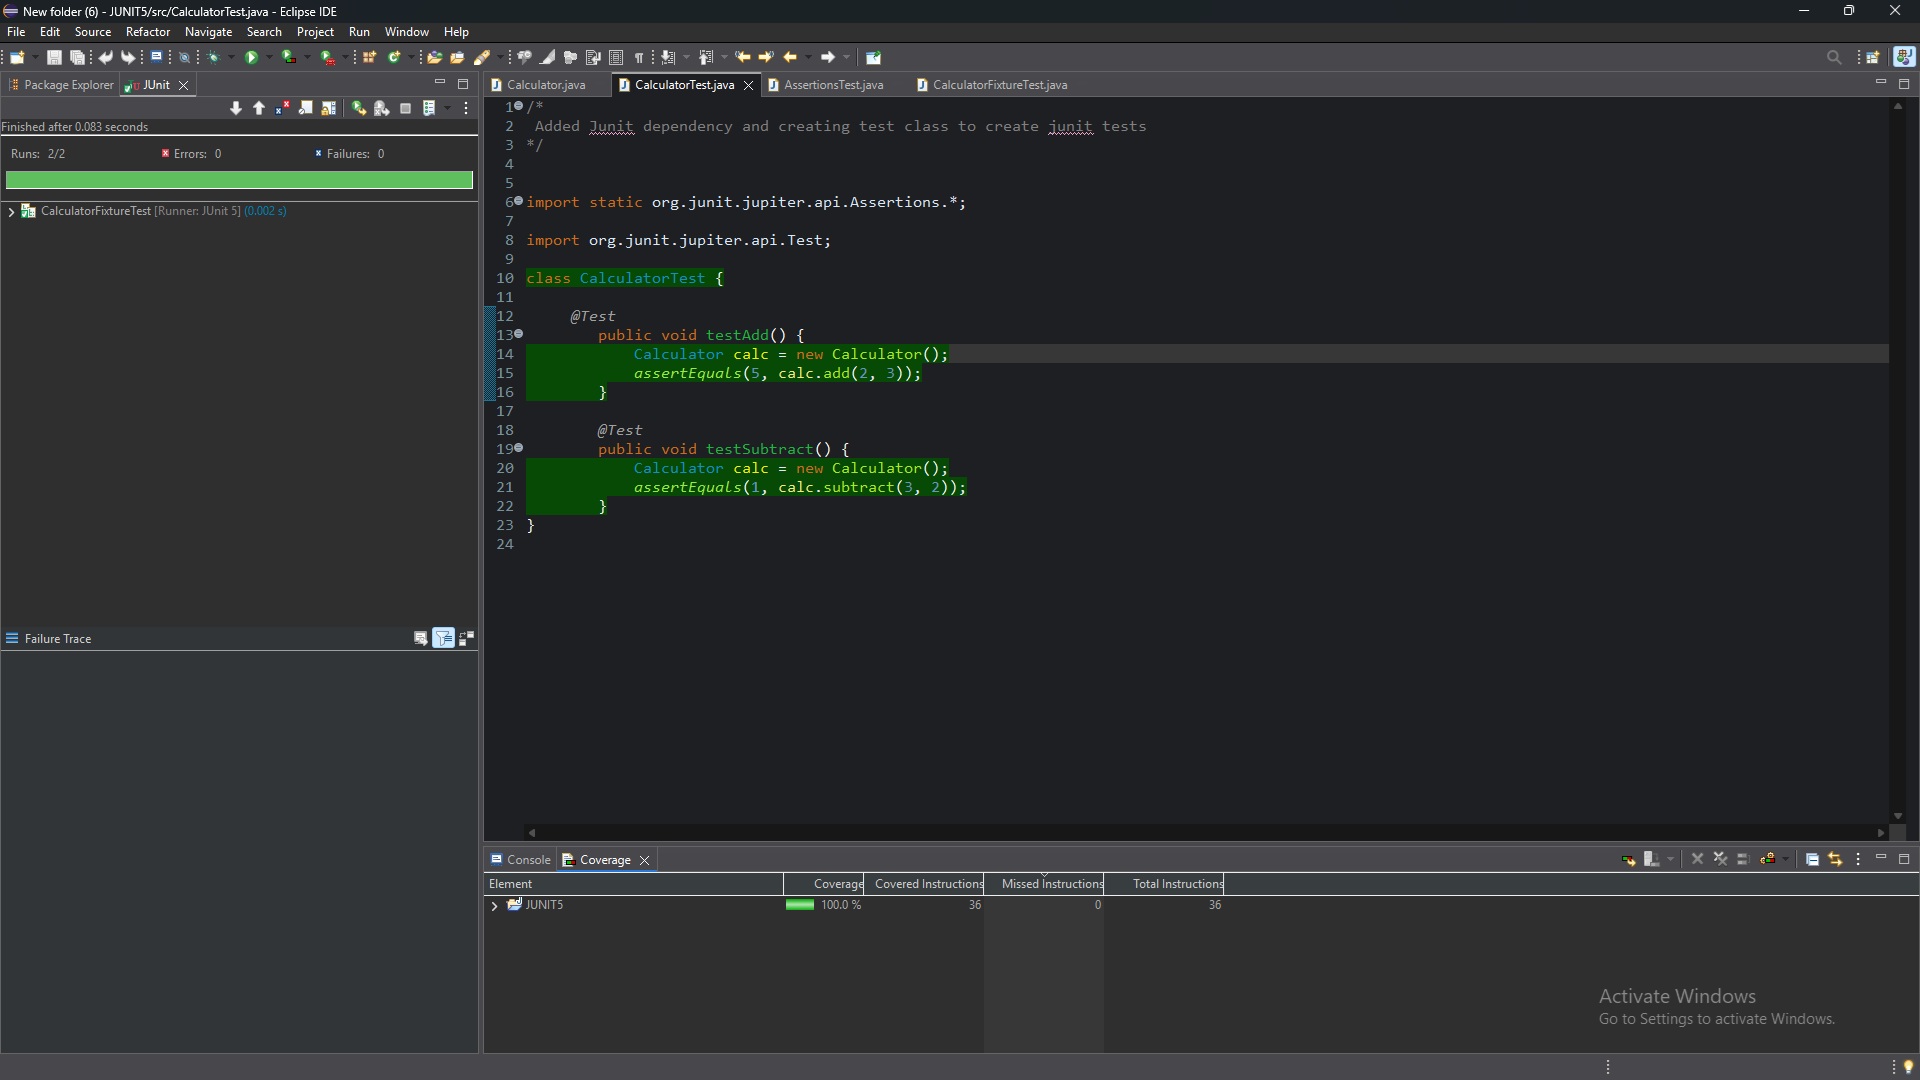 New folder (6) - JUNIT5/src/CalculatorTest.java - Eclipse IDE
File Edit Source Refactor Navigate Search Project Run Window Help
Package Explorer JUnit
Finished after 0.083 seconds
Runs: 2/2 Errors: 0 Failures: 0
CalculatorFixtureTest [Runner: JUnit 5] (0.002 s)
Failure Trace
Calculator.java CalculatorTest.java AssertionsTest.java CalculatorFixtureTest.java
1 /*
2 Added Junit dependency and creating test class to create junit tests
3 */
4
5
6 import static org.junit.jupiter.api.Assertions.*;
7
8 import org.junit.jupiter.api.Test;
9
10 class CalculatorTest {
11
12 @Test
13 public void testAdd() {
14 Calculator calc = new Calculator();
15 assertEquals(5, calc.add(2, 3));
16 }
17
18 @Test
19 public void testSubtract() {
20 Calculator calc = new Calculator();
21 assertEquals(1, calc.subtract(3, 2));
22 }
23 }
24
Console Coverage
Element Coverage Covered Instructions Missed Instructions Total Instructions
JUNIT5 100.0 % 36 0 36
Activate Windows
Go to Settings to activate Windows.